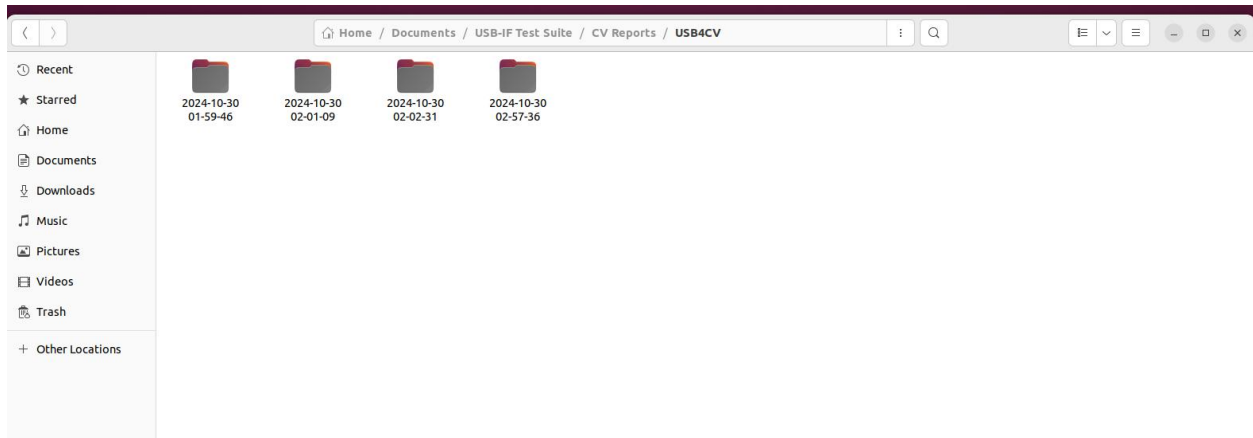 Home / Documents / USB-IF Test Suite / CV Reports / USB4CV
Recent
Starred
Home
Documents
Downloads
Music
Pictures
Videos
Trash
+ Other Locations
2024-10-30
01-59-46
2024-10-30
02-01-09
2024-10-30
02-02-31
2024-10-30
02-57-36